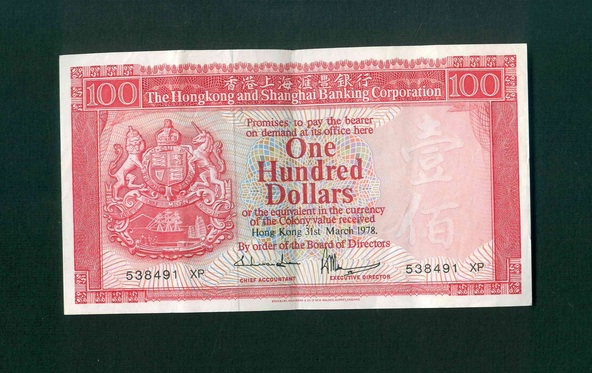 香港上海滙豐銀行
100 The Hongkong and Shanghai Banking Corporation 100
Promises to pay the bearer
on demand at its office here
One
Hundred
Dollars
or the equivalent in the currency
of the Colony value received
Hong Kong 31st March 1978.
By order of the Board of Directors
壹
佰
538491 XP
CHIEF ACCOUNTANT
EXECUTIVE DIRECTOR
538491 XP